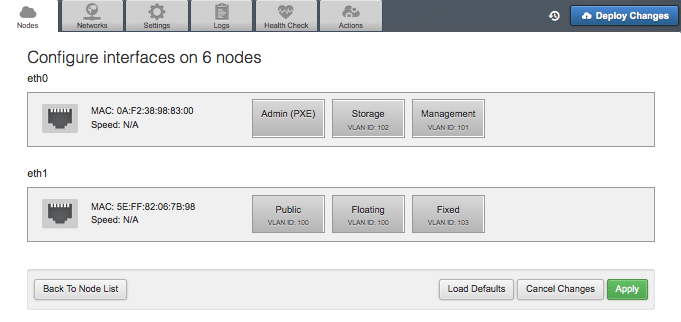 Nodes
Networks
Settings
Logs
Health Check
Actions
Deploy Changes
Configure interfaces on 6 nodes
eth0
MAC: 0A:F2:38:98:83:00
Speed: N/A
Admin (PXE)
Storage
VLAN ID: 102
Management
VLAN ID: 101
eth1
MAC: 5E:FF:82:06:7B:98
Speed: N/A
Public
VLAN ID: 100
Floating
VLAN ID: 100
Fixed
VLAN ID: 103
Back To Node List
Load Defaults
Cancel Changes
Apply